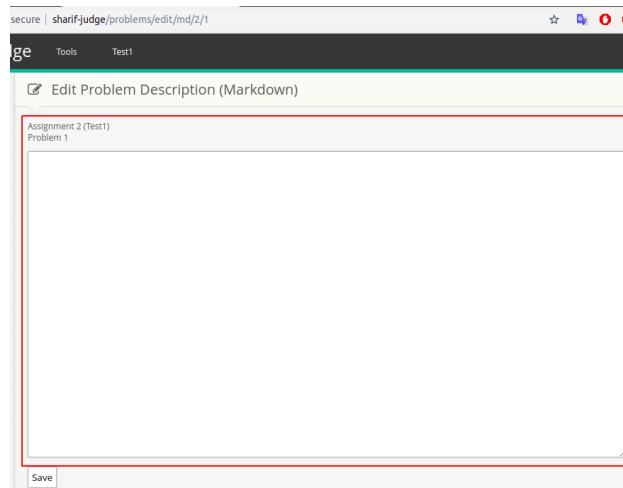 secure | sharif-judge/problems/edit/md/2/1
ge Tools Test1
Edit Problem Description (Markdown)
Assignment 2 (Test1)
Problem 1
Save